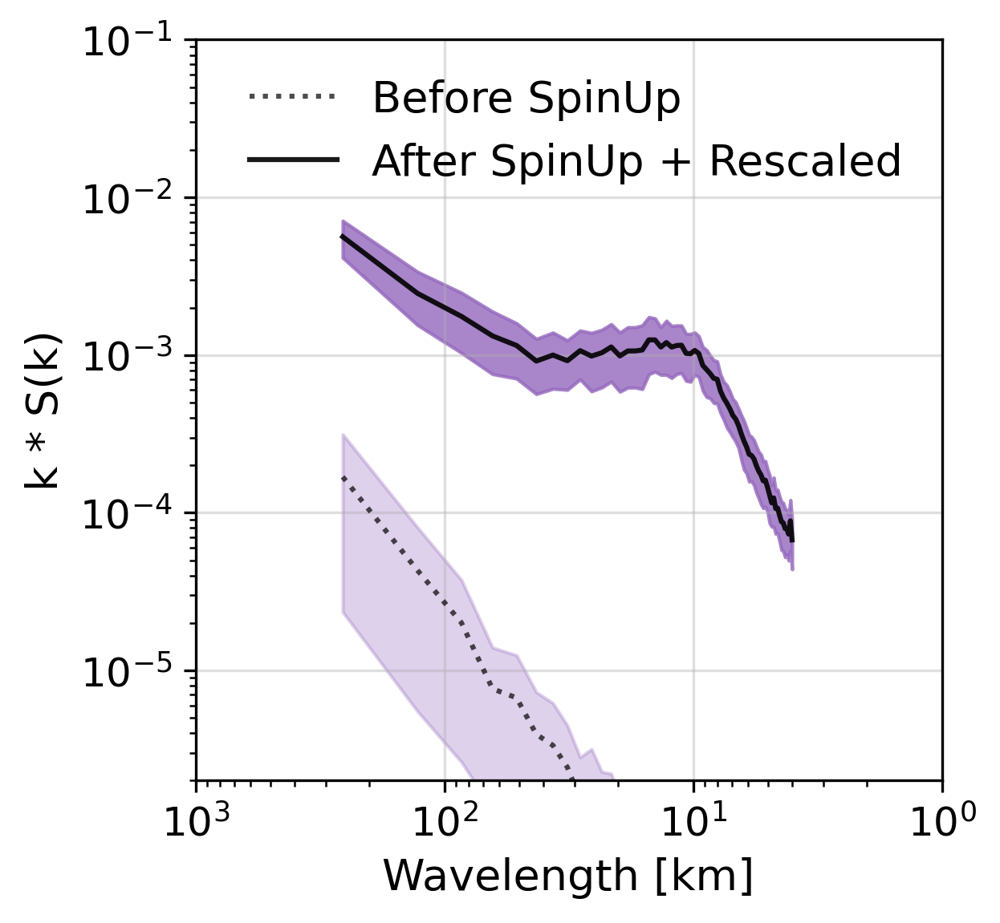 10⁻¹
10⁻²
10⁻³
10⁻⁴
10⁻⁵
k * S(k)
Before SpinUp
After SpinUp + Rescaled
10³ 10² 10¹ 10⁰
Wavelength [km]